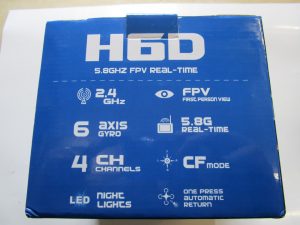 H6D
5.8GHZ FPV REAL-TIME
2.4 GHz
FPV
FIRST PERSON VIEW
6 AXIS GYRO
5.8G REAL-TIME
4 CH CHANNELS
CF MODE
LED NIGHT LIGHTS
ONE PRESS AUTOMATIC RETURN